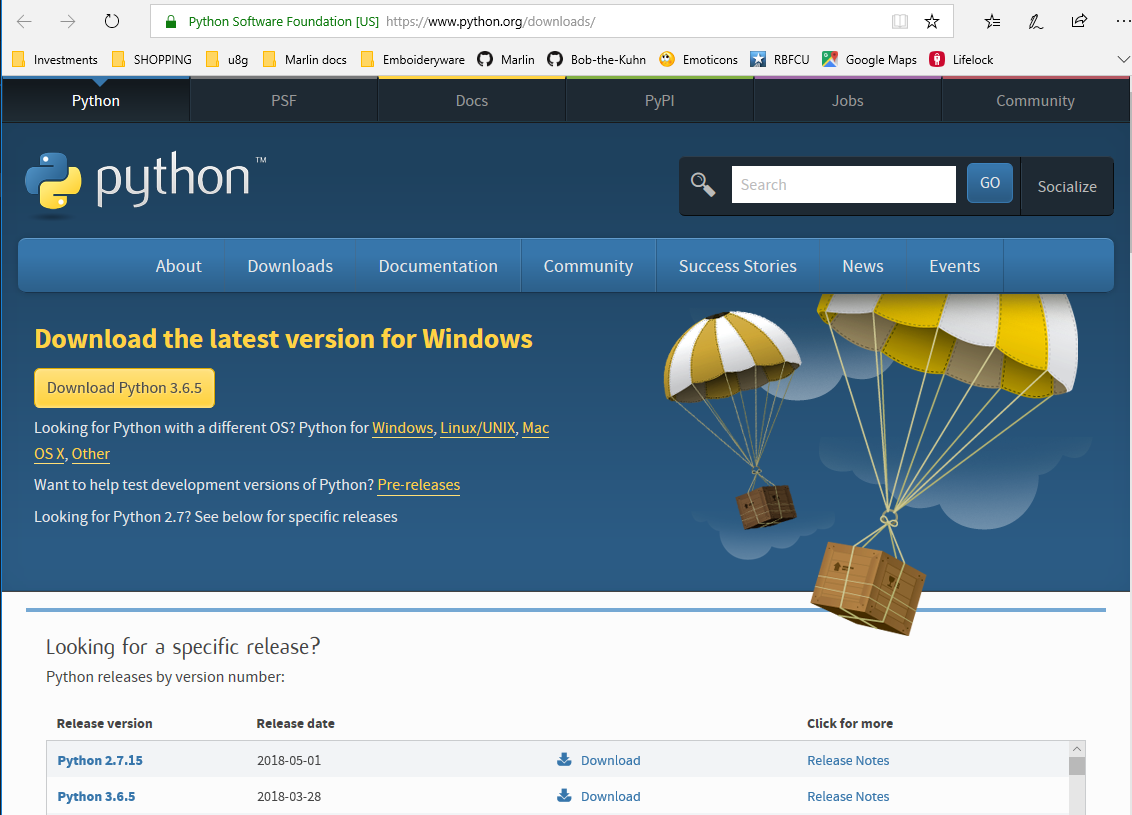 Python Software Foundation [US] https://www.python.org/downloads/
Investments SHOPPING u8g Marlin docs Emboideryware Marlin Bob-the-Kuhn Emoticons RBFCU Google Maps Lifelock
Python PSF Docs PyPI Jobs Community
python™
Search GO Socialize
About Downloads Documentation Community Success Stories News Events
Download the latest version for Windows
Download Python 3.6.5
Looking for Python with a different OS? Python for Windows, Linux/UNIX, Mac
OS X, Other
Want to help test development versions of Python? Pre-releases
Looking for Python 2.7? See below for specific releases
Looking for a specific release?
Python releases by version number:
Release version Release date Click for more
Python 2.7.15 2018-05-01 Download Release Notes
Python 3.6.5 2018-03-28 Download Release Notes